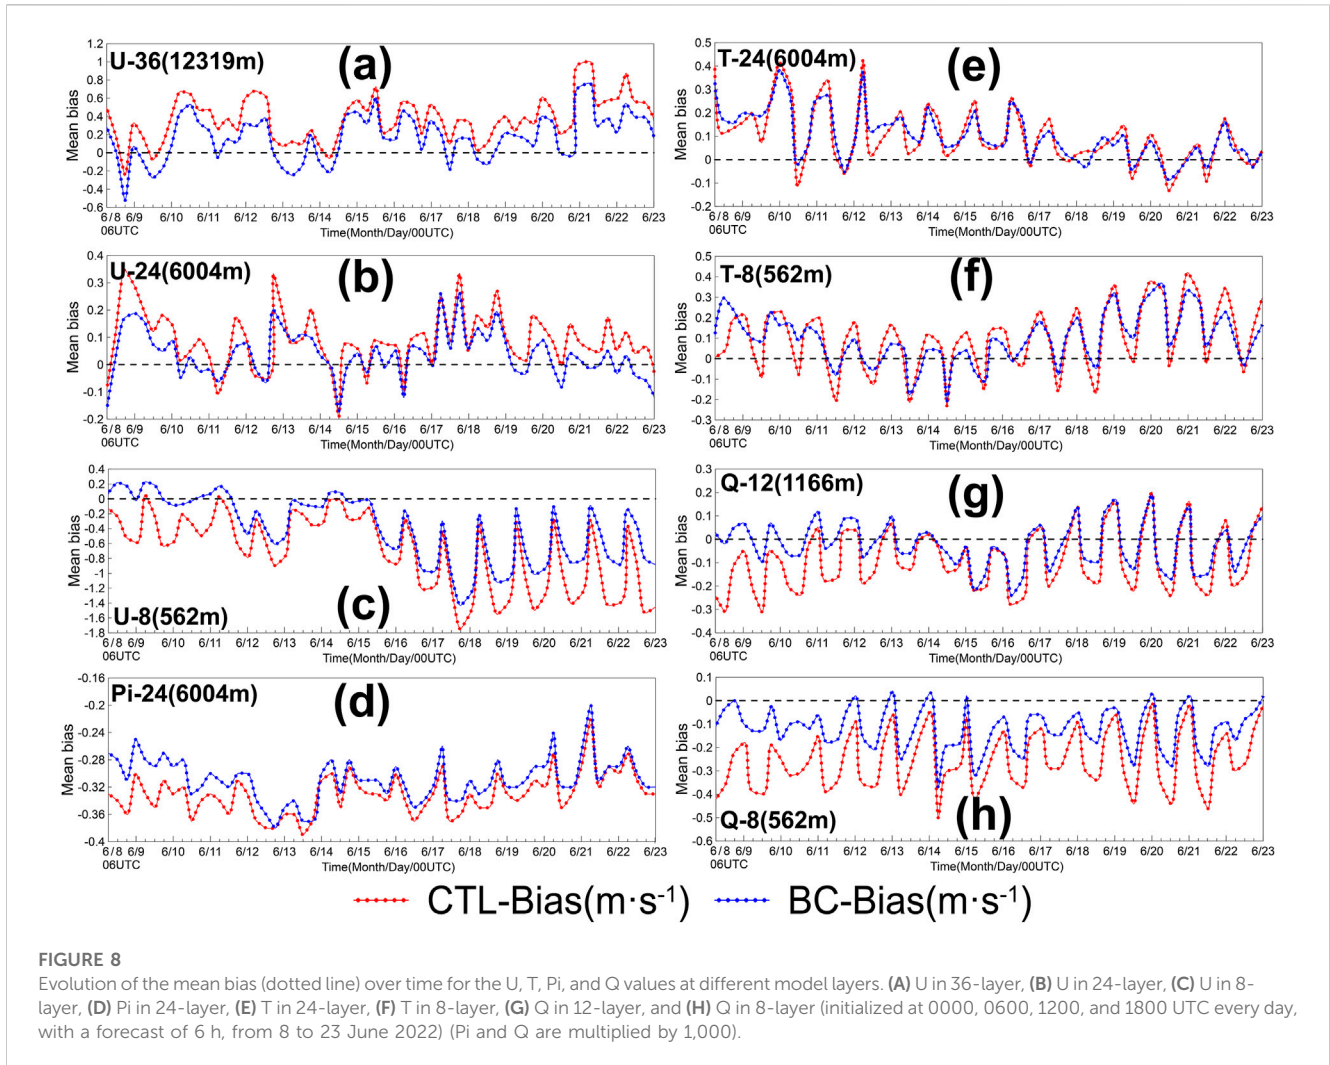 U-36(12319m)
(a)
Mean bias
1.2
1
0.8
0.6
0.4
0.2
0
-0.2
-0.4
-0.6
6/8 6/9 6/10 6/11 6/12 6/13 6/14 6/15 6/16 6/17 6/18 6/19 6/20 6/21 6/22 6/23
06UTC
Time(Month/Day/00UTC)
T-24(6004m)
(e)
Mean bias
0.5
0.4
0.3
0.2
0.1
0
-0.1
-0.2
6/8 6/9 6/10 6/11 6/12 6/13 6/14 6/15 6/16 6/17 6/18 6/19 6/20 6/21 6/22 6/23
06UTC
Time(Month/Day/00UTC)
U-24(6004m)
(b)
Mean bias
0.4
0.3
0.2
0.1
0
-0.1
-0.2
6/8 6/9 6/10 6/11 6/12 6/13 6/14 6/15 6/16 6/17 6/18 6/19 6/20 6/21 6/22 6/23
06UTC
Time(Month/Day/00UTC)
T-8(562m)
(f)
Mean bias
0.5
0.4
0.3
0.2
0.1
0
-0.1
-0.2
-0.3
6/8 6/9 6/10 6/11 6/12 6/13 6/14 6/15 6/16 6/17 6/18 6/19 6/20 6/21 6/22 6/23
06UTC
Time(Month/Day/00UTC)
U-8(562m)
(c)
Mean bias
0.4
0.2
0
-0.2
-0.4
-0.6
-0.8
-1
-1.2
-1.4
-1.6
-1.8
6/8 6/9 6/10 6/11 6/12 6/13 6/14 6/15 6/16 6/17 6/18 6/19 6/20 6/21 6/22 6/23
06UTC
Time(Month/Day/00UTC)
Q-12(1166m)
(g)
Mean bias
0.3
0.2
0.1
0
-0.1
-0.2
-0.3
-0.4
6/8 6/9 6/10 6/11 6/12 6/13 6/14 6/15 6/16 6/17 6/18 6/19 6/20 6/21 6/22 6/23
06UTC
Time(Month/Day/00UTC)
Pi-24(6004m)
(d)
Mean bias
-0.16
-0.2
-0.24
-0.28
-0.32
-0.36
-0.4
6/8 6/9 6/10 6/11 6/12 6/13 6/14 6/15 6/16 6/17 6/18 6/19 6/20 6/21 6/22 6/23
06UTC
Time(Month/Day/00UTC)
Q-8(562m)
(h)
Mean bias
0.1
0
-0.1
-0.2
-0.3
-0.4
-0.5
-0.6
6/8 6/9 6/10 6/11 6/12 6/13 6/14 6/15 6/16 6/17 6/18 6/19 6/20 6/21 6/22 6/23
06UTC
Time(Month/Day/00UTC)
CTL-Bias(m·s⁻¹) BC-Bias(m·s⁻¹)
FIGURE 8
Evolution of the mean bias (dotted line) over time for the U, T, Pi, and Q values at different model layers. (A) U in 36-layer, (B) U in 24-layer, (C) U in 8-
layer, (D) Pi in 24-layer, (E) T in 24-layer, (F) T in 8-layer, (G) Q in 12-layer, and (H) Q in 8-layer (initialized at 0000, 0600, 1200, and 1800 UTC every day,
with a forecast of 6 h, from 8 to 23 June 2022) (Pi and Q are multiplied by 1,000).